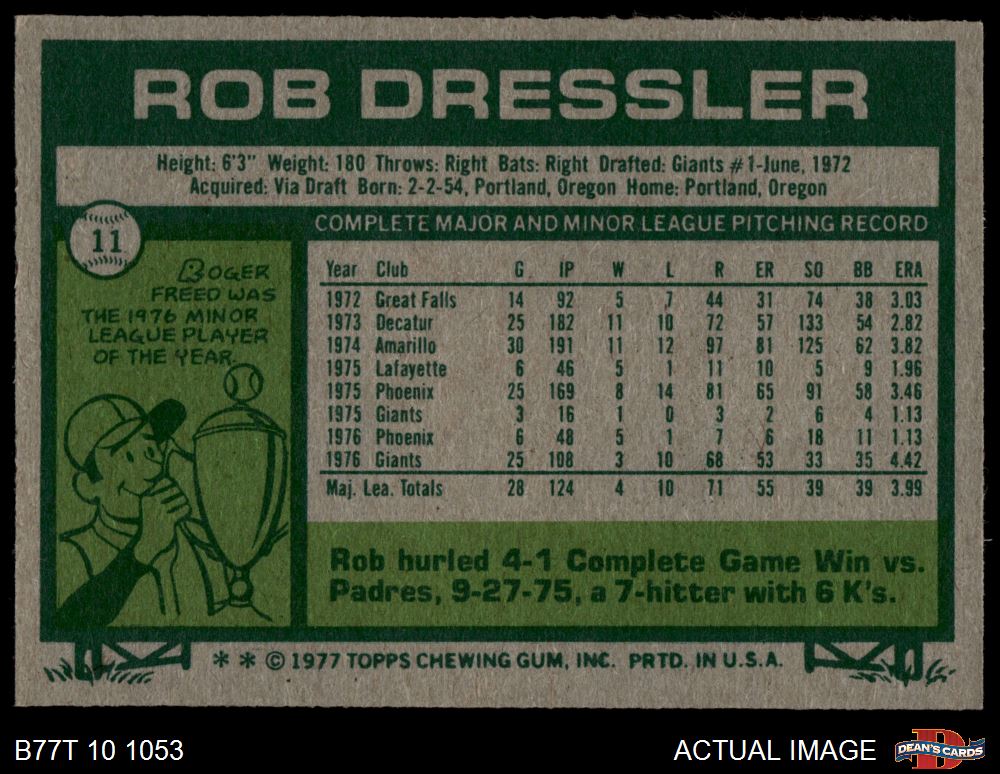 ROB DRESSLER
Height: 6'3" Weight: 180 Throws: Right Bats: Right Drafted: Giants #1-June, 1972
Acquired: Via Draft Born: 2-2-54, Portland, Oregon Home: Portland, Oregon
11
COMPLETE MAJOR AND MINOR LEAGUE PITCHING RECORD
ROGER
FREED WAS
THE 1976 MINOR
LEAGUE PLAYER
OF THE YEAR.
Year Club G IP W L R ER SO BB ERA
1972 Great Falls 14 92 5 7 44 31 74 38 3.03
1973 Decatur 25 182 11 10 72 57 133 54 2.82
1974 Amarillo 30 191 11 12 97 81 125 62 3.82
1975 Lafayette 6 46 5 1 11 10 5 9 1.96
1975 Phoenix 25 169 8 14 81 65 91 58 3.46
1975 Giants 3 16 1 0 3 2 6 4 1.13
1976 Phoenix 6 48 5 1 7 6 18 11 1.13
1976 Giants 25 108 3 10 68 53 33 35 4.42
Maj. Lea. Totals 28 124 4 10 71 55 39 39 3.99
Rob hurled 4-1 Complete Game Win vs.
Padres, 9-27-75, a 7-hitter with 6 K's.
* * © 1977 TOPPS CHEWING GUM, INC. PRTD. IN U.S.A.
B77T 10 1053
ACTUAL IMAGE
D
DEAN'S CARDS